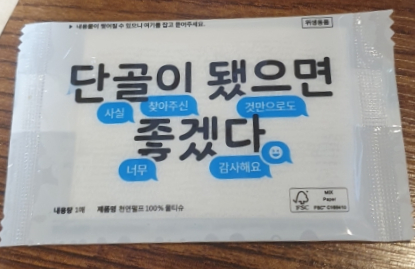 ▶ 내용물이 떨어질 수 있으니 여기를 잡고 뜯어주세요.
위생용품
단골이 됐으면
사실 찾아주신 것만으로도
좋겠다
너무 감사해요
내용량 1매 제품명 천연펄프 100% 물티슈
MIX
Paper
FSC